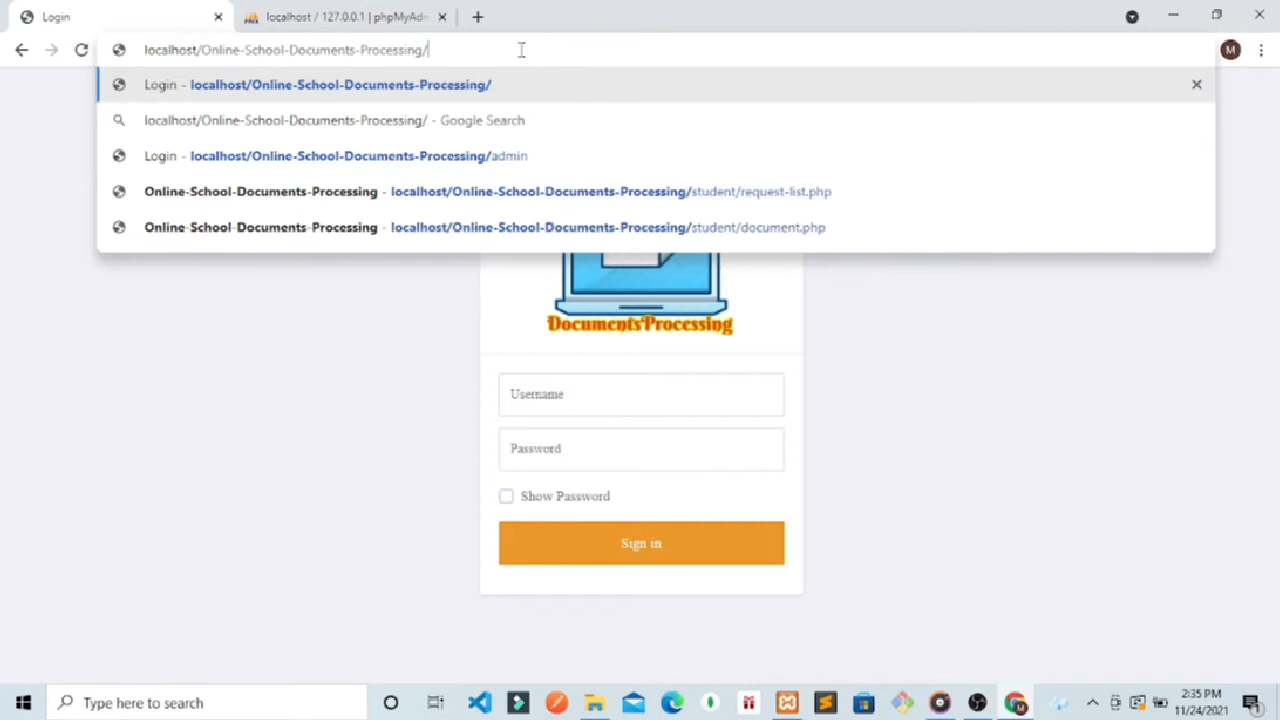 Login
localhost / 127.0.0.1 | phpMyAdm
localhost/Online-School-Documents-Processing/
M
Login - localhost/Online-School-Documents-Processing/
localhost/Online-School-Documents-Processing/ - Google Search
Login - localhost/Online-School-Documents-Processing/admin
Online-School-Documents-Processing - localhost/Online-School-Documents-Processing/student/request-list.php
Online-School-Documents-Processing - localhost/Online-School-Documents-Processing/student/document.php
DocumentsProcessing
Username
Password
Show Password
Sign in
Type here to search
2:35 PM
11/24/2021